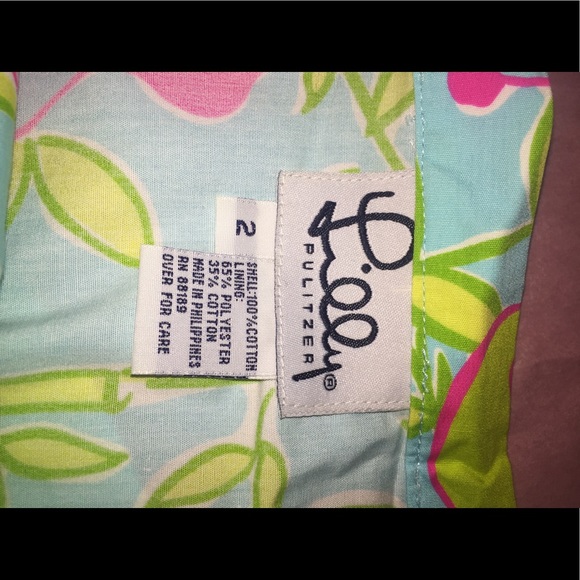 Lilly®
PULITZER
2
SHELL:100%COTTON
LINING:
65% POLYESTER
35% COTTON
RN 88189
MADE IN PHILIPPINES
OVER FOR CARE